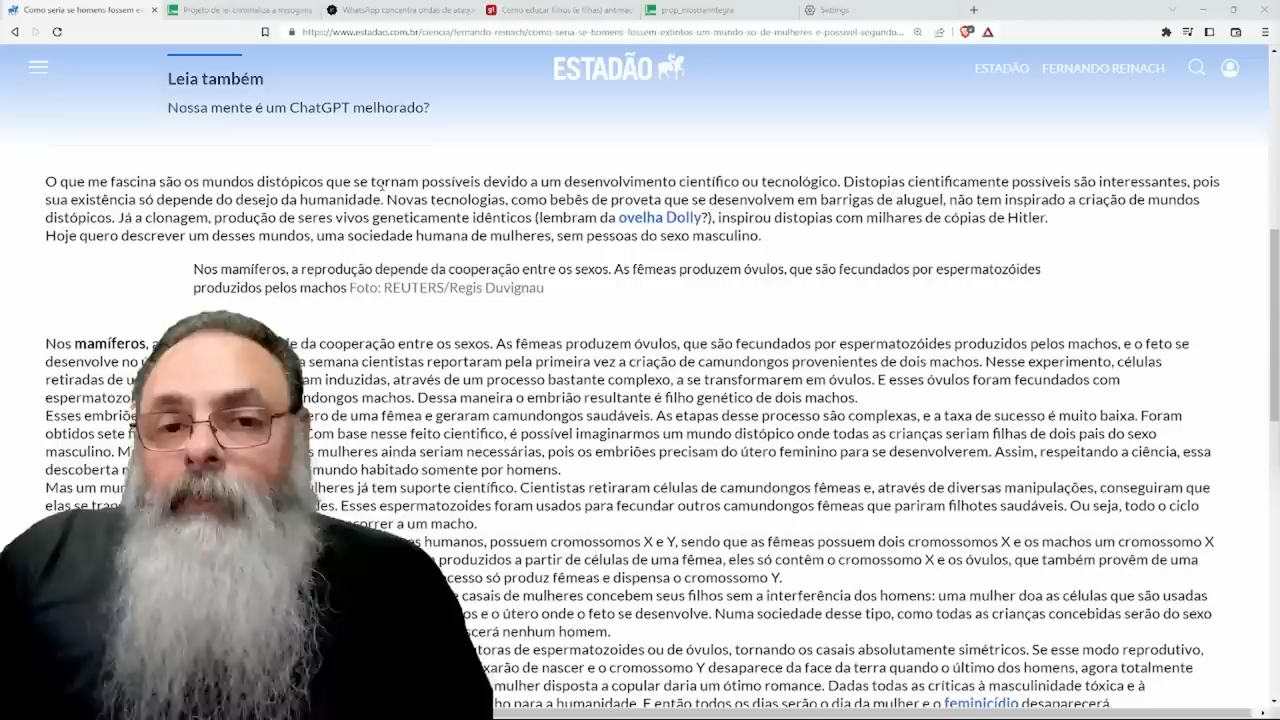 Como seria se homens fossem ex
Projeto de lei criminaliza a misoginia
WhatsApp concentra ondas de ataqu
Como educar filhos (e filhas) antimac
prop_mostrarintegra
Settings
https://www.estadao.com.br/ciencia/fernando-reinach/como-seria-se-homens-fossem-extintos-um-mundo-so-de-mulheres-e-possivel-segundo...
ESTADÃO
ESTADÃO FERNANDO REINACH
Leia também
Nossa mente é um ChatGPT melhorado?
O que me fascina são os mundos distópicos que se tornam possíveis devido a um desenvolvimento científico ou tecnológico. Distopias cientificamente possíveis são interessantes, pois
sua existência só depende do desejo da humanidade. Novas tecnologias, como bebês de proveta que se desenvolvem em barrigas de aluguel, não tem inspirado a criação de mundos
distópicos. Já a clonagem, produção de seres vivos geneticamente idênticos (lembram da ovelha Dolly?), inspirou distopias com milhares de cópias de Hitler.
Hoje quero descrever um desses mundos, uma sociedade humana de mulheres, sem pessoas do sexo masculino.
Nos mamíferos, a reprodução depende da cooperação entre os sexos. As fêmeas produzem óvulos, que são fecundados por espermatozóides
produzidos pelos machos Foto: REUTERS/Regis Duvignau
Nos mamíferos, de da cooperação entre os sexos. As fêmeas produzem óvulos, que são fecundados por espermatozóides produzidos pelos machos, e o feto se
desenvolve no semana cientistas reportaram pela primeira vez a criação de camundongos provenientes de dois machos. Nesse experimento, células
retiradas de am induzidas, através de um processo bastante complexo, a se transformarem em óvulos. E esses óvulos foram fecundados com
espermatozo ndongos machos. Dessa maneira o embrião resultante é filho genético de dois machos.
Esses embriõe ero de uma fêmea e geraram camundongos saudáveis. As etapas desse processo são complexas, e a taxa de sucesso é muito baixa. Foram
obtidos sete Com base nesse feito cientifico, é possível imaginarmos um mundo distópico onde todas as crianças seriam filhas de dois pais do sexo
masculino. M s mulheres ainda seriam necessárias, pois os embriões precisam do útero feminino para se desenvolverem. Assim, respeitando a ciência, essa
descoberta mundo habitado somente por homens.
Mas um mun lheres já tem suporte científico. Cientistas retiraram células de camundongos fêmeas e, através de diversas manipulações, conseguiram que
elas se tran des. Esses espermatozoides foram usados para fecundar outros camundongos fêmeas que pariram filhotes saudáveis. Ou seja, todo o ciclo
correr a um macho.
s humanos, possuem cromossomos X e Y, sendo que as fêmeas possuem dois cromossomos X e os machos um cromossomo X
produzidos a partir de células de uma fêmea, eles só contêm o cromossomo X e os óvulos, que também provêm de uma
cesso só produz fêmeas e dispensa o cromossomo Y.
e casais de mulheres concebem seus filhos sem a interferência dos homens: uma mulher doa as células que são usadas
os e o útero onde o feto se desenvolve. Numa sociedade desse tipo, como todas as crianças concebidas serão do sexo
scerá nenhum homem.
toras de espermatozoides ou de óvulos, tornando os casais absolutamente simétricos. Se esse modo reprodutivo,
ixarão de nascer e o cromossomo Y desaparece da face da terra quando o último dos homens, agora totalmente
mulher disposta a copular daria um ótimo romance. Dadas todas as críticas à masculinidade tóxica e à
ho para a humanidade. E então todos os dias serão o dia da mulher e o feminicídio desaparecerá.